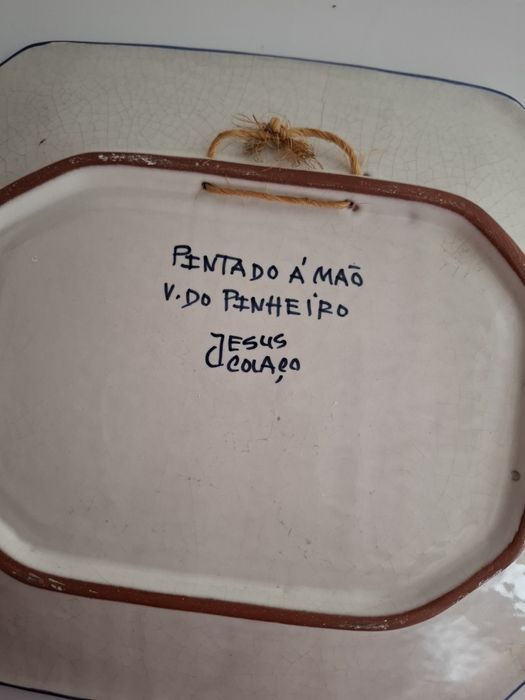 PINTADO Á MAÕ
V. DO PINHEIRO
JESUS
COLAÇO